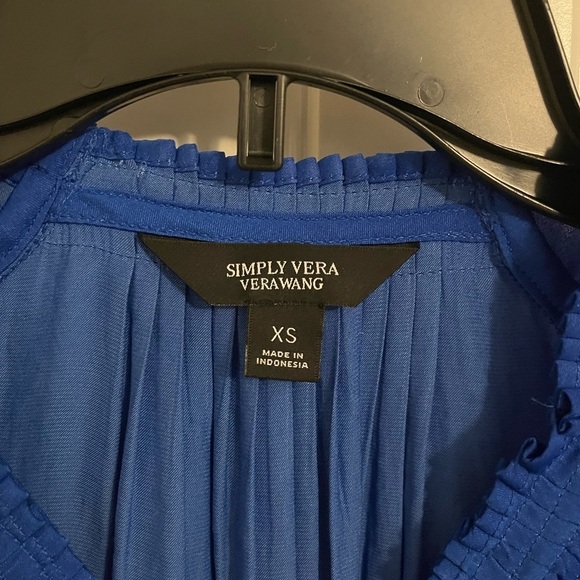 SIMPLY VERA
VERAWANG
XS
MADE IN
INDONESIA